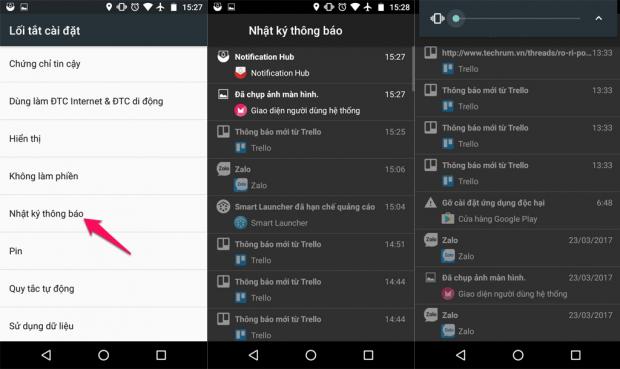 15:27
Lối tắt cài đặt
Chứng chỉ tin cậy
Dùng làm ĐTC Internet & ĐTC di động
Hiển thị
Không làm phiền
Nhật ký thông báo
Pin
Quy tắc tự động
Sử dụng dữ liệu
15:28
Nhật ký thông báo
Notification Hub 15:27
Notification Hub
Đã chụp ảnh màn hình. 15:27
Giao diện người dùng hệ thống
Thông báo mới từ Trello 15:25
Trello
Zalo 15:06
Zalo
Smart Launcher đã hạn chế quảng cáo 15:04
Smart Launcher
Thông báo mới từ Trello 14:51
Trello
Thông báo mới từ Trello 14:44
Trello
Thông báo mới từ Trello 14:44
Trello
http://www.techrum.vn/threads/ro-ri-po... 13:33
Trello
Thông báo mới từ Trello 13:33
Trello
Thông báo mới từ Trello 13:33
Trello
Thông báo mới từ Trello 13:33
Trello
Gỡ cài đặt ứng dụng độc hại 6:48
Cửa hàng Google Play
Zalo 23/03/2017
Zalo
Đã chụp ảnh màn hình. 23/03/2017
Giao diện người dùng hệ thống
Zalo 23/03/2017
Zalo